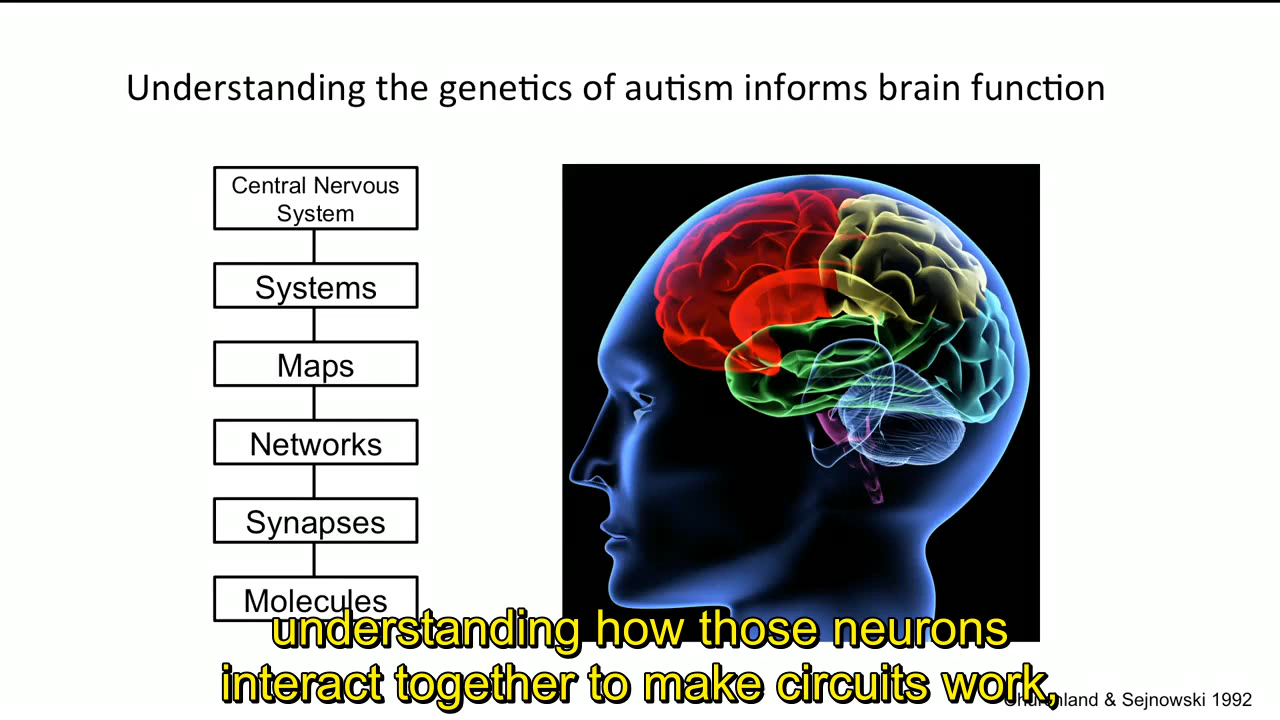 Understanding the genetics of autism informs brain function
Central Nervous
System
Systems
Maps
Networks
Synapses
Molecules
understanding how those neurons
interact together to make circuits work,
Churchland & Sejnowski 1992